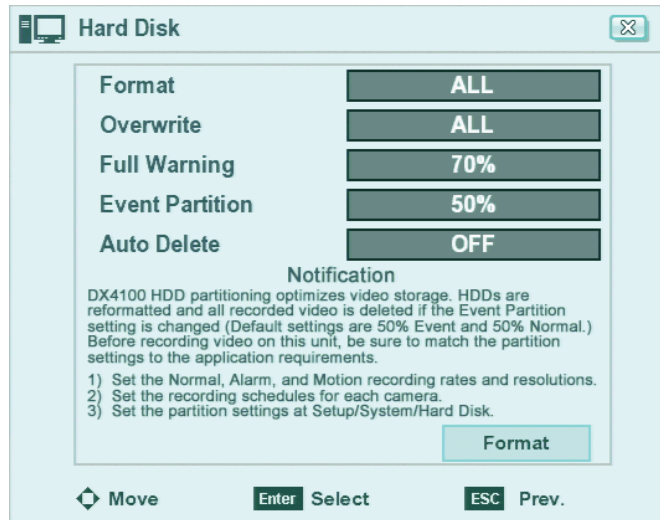 Hard Disk
Format ALL
Overwrite ALL
Full Warning 70%
Event Partition 50%
Auto Delete OFF
Notification
DX4100 HDD partitioning optimizes video storage. HDDs are
reformatted and all recorded video is deleted if the Event Partition
setting is changed (Default settings are 50% Event and 50% Normal.)
Before recording video on this unit, be sure to match the partition
settings to the application requirements.
1) Set the Normal, Alarm, and Motion recording rates and resolutions.
2) Set the recording schedules for each camera.
3) Set the partition settings at Setup/System/Hard Disk.
Format
Move Enter Select ESC Prev.